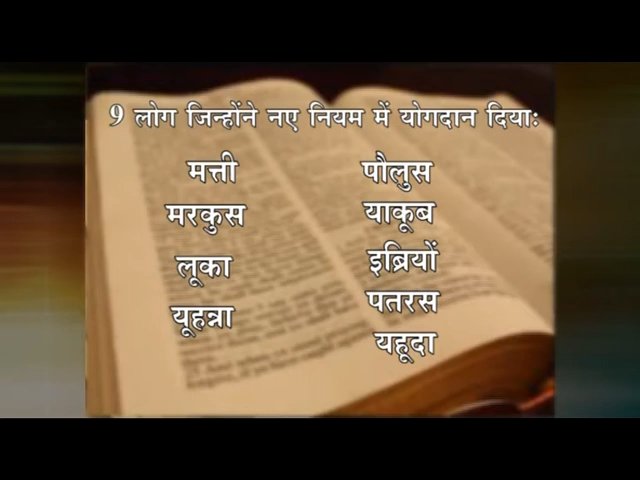 9 लोग जिन्होंने नए नियम में योगदान दिया:
मत्ती
मरकुस
लूका
यूहन्ना
पौलुस
याकूब
इब्रियों
पतरस
यहूदा